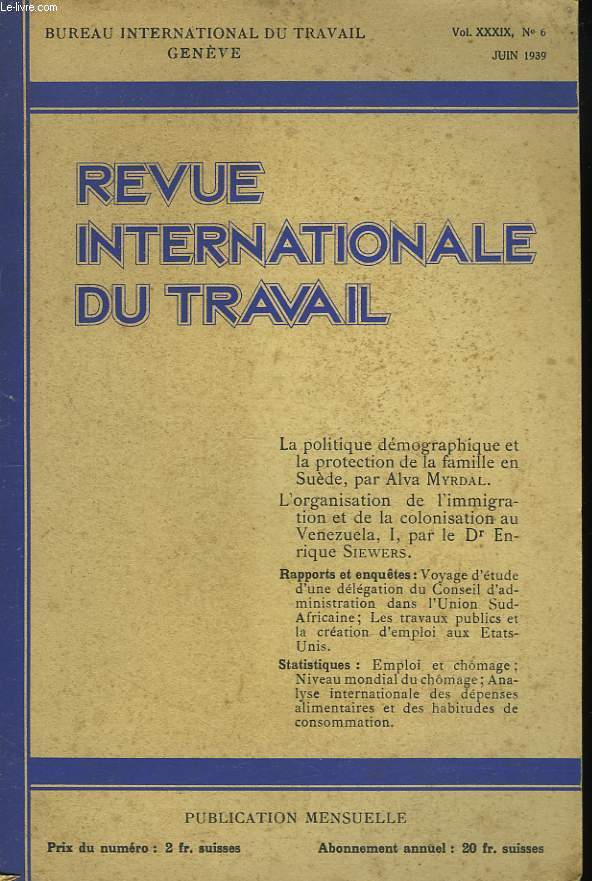 Le-livre.com
BUREAU INTERNATIONAL DU TRAVAIL
GENÈVE
Vol. XXXIX, Nº 6
JUIN 1939
REVUE
INTERNATIONALE
DU TRAVAIL
La politique démographique et
la protection de la famille en
Suède, par Alva MYRDAL.
L'organisation de l'immigra-
tion et de la colonisation au
Venezuela, I, par le Dr En-
rique SIEWERS.
Rapports et enquêtes : Voyage d'étude
d'une délégation du Conseil d'ad-
ministration dans l'Union Sud-
Africaine; Les travaux publics et
la création d'emploi aux Etats-
Unis.
Statistiques : Emploi et chômage;
Niveau mondial du chômage; Ana-
lyse internationale des dépenses
alimentaires et des habitudes de
consommation.
PUBLICATION MENSUELLE
Prix du numéro : 2 fr. suisses
Abonnement annuel : 20 fr. suisses